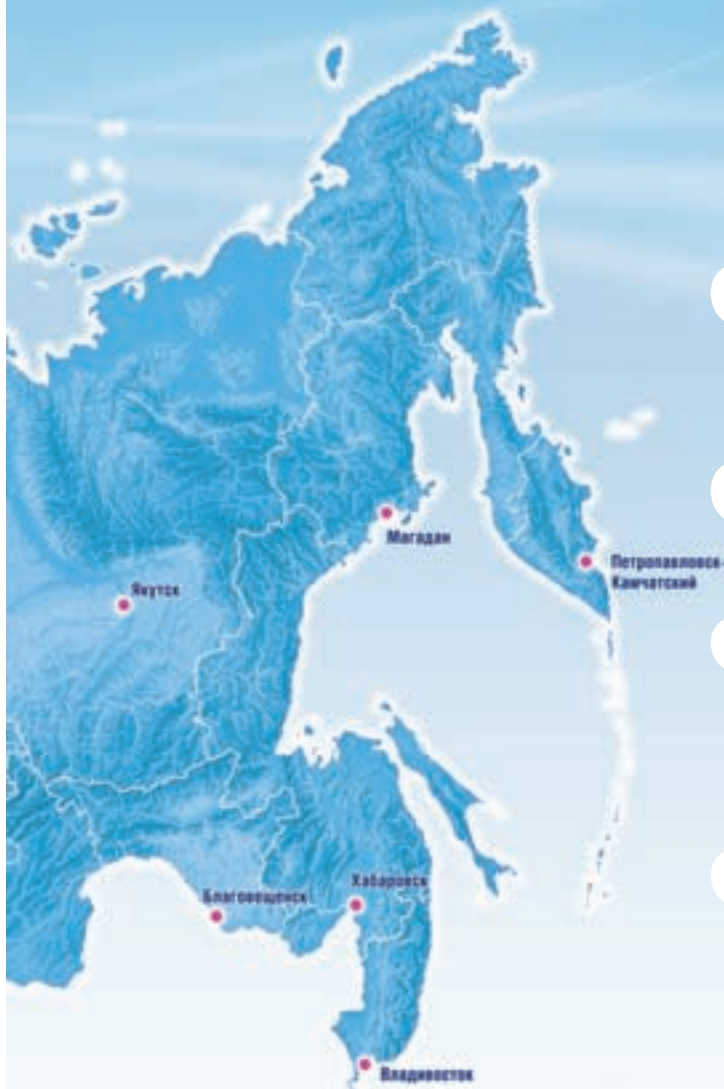 Магадан
Петропавловск-
Камчатский
Якутск
Благовещенск
Хабаровск
Владивосток